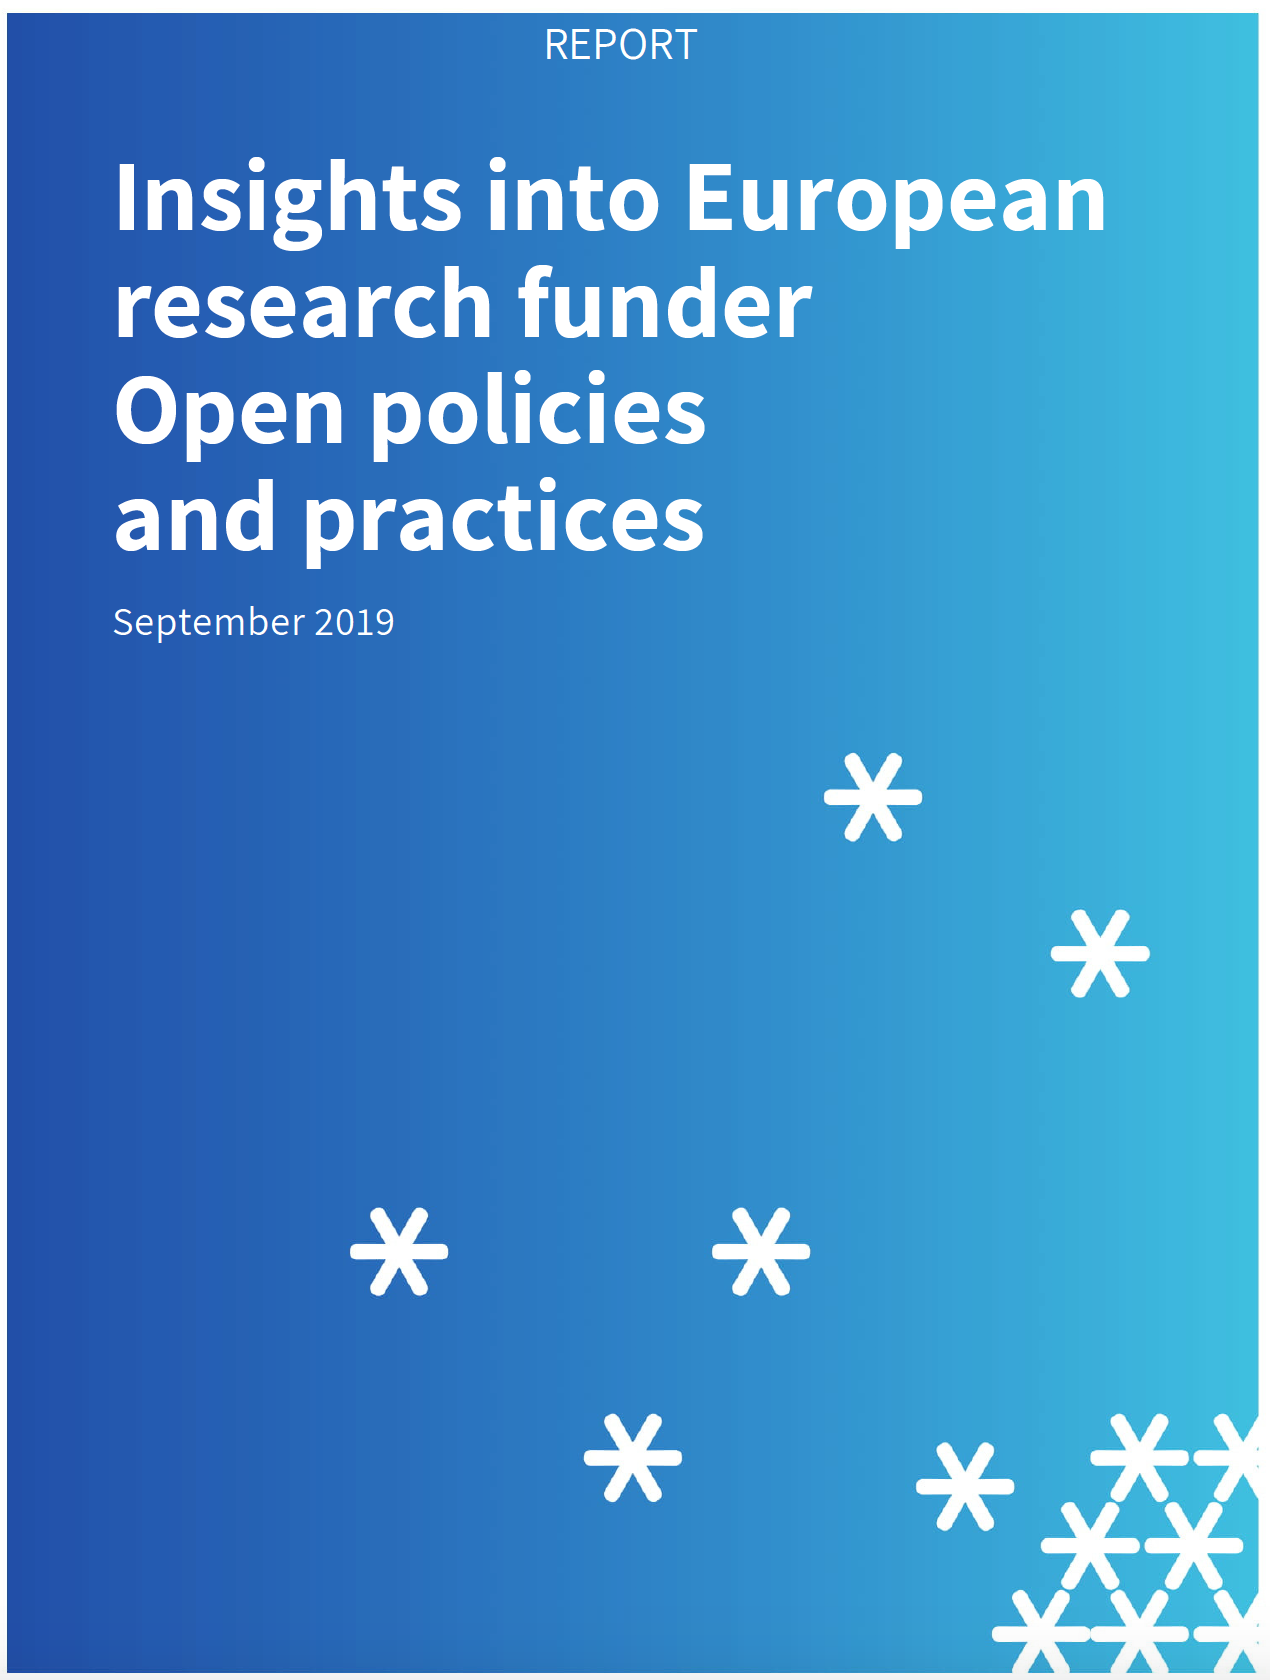 REPORT
Insights into European
research funder
Open policies
and practices
September 2019